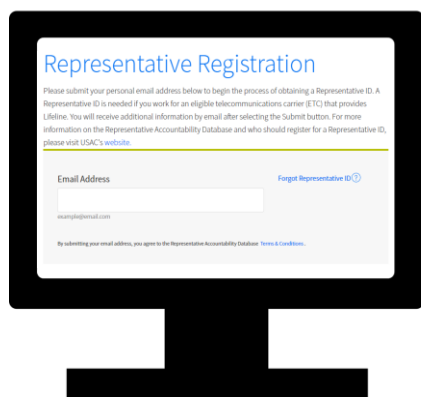 Representative Registration
Please submit your personal email address below to begin the process of obtaining a Representative ID. A
Representative ID is needed if you work for an eligible telecommunications carrier (ETC) that provides
Lifeline. You will receive additional information by email after selecting the Submit button. For more
information on the Representative Accountability Database and who should register for a Representative ID,
please visit USAC's website.
Email Address
Forgot Representative ID ?
example@email.com
By submitting your email address, you agree to the Representative Accountability Database Terms & Conditions.